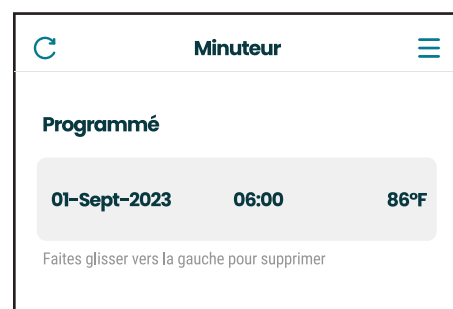 Minuteur
Programmé
01-Sept-2023 06:00 86°F
Faites glisser vers la gauche pour supprimer